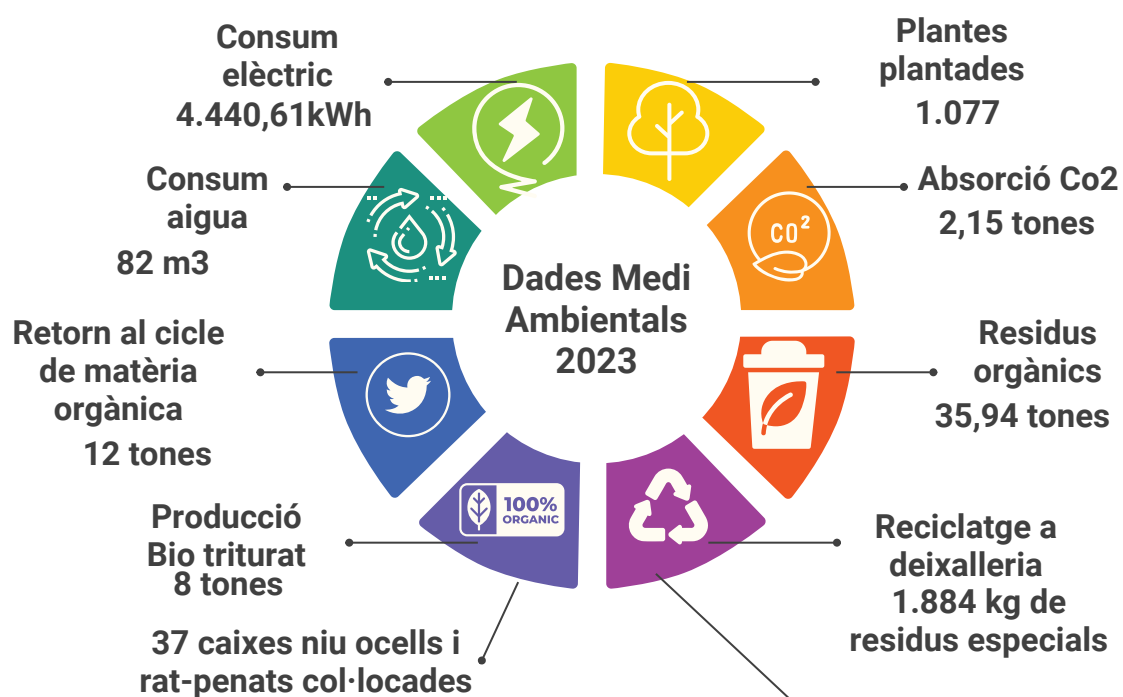 Consum
elèctric
4.440,61kWh
Plantes
plantades
1.077
Consum
aigua
82 m3
Absorció Co2
2,15 tones
CO²
Dades Medi
Ambientals
2023
Retorn al cicle
de matèria
orgànica
12 tones
Residus
orgànics
35,94 tones
Producció
Bio triturat
8 tones
100%
ORGANIC
Reciclatge a
deixalleria
1.884 kg de
residus especials
37 caixes niu ocells i
rat-penats col·locades